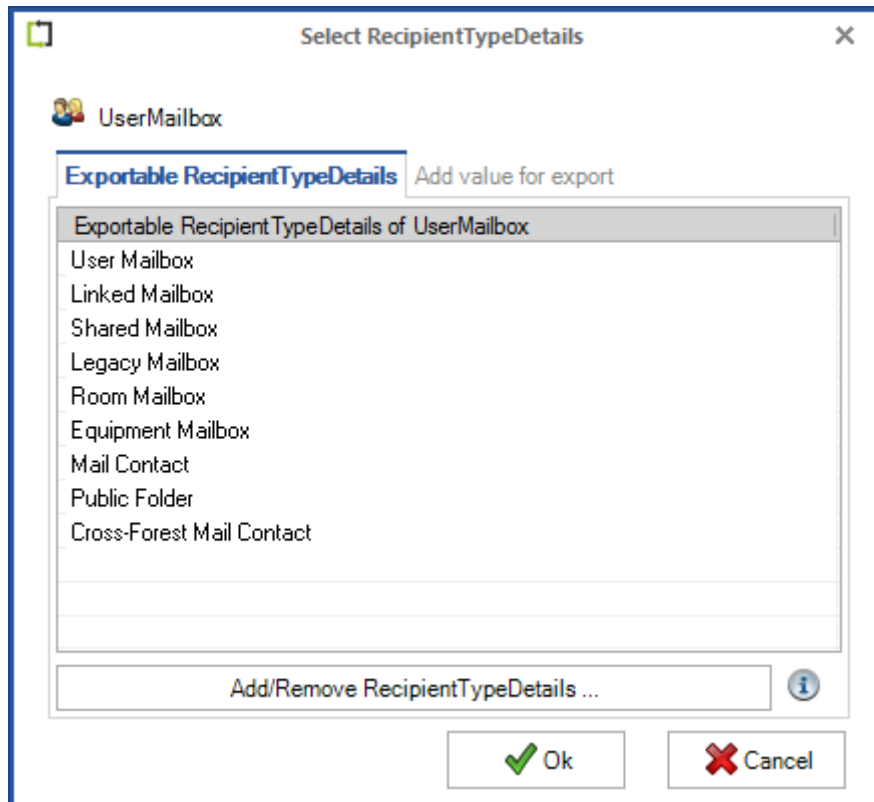 Select RecipientTypeDetails
UserMailbox
Exportable RecipientTypeDetails Add value for export
Exportable RecipientTypeDetails of UserMailbox
User Mailbox
Linked Mailbox
Shared Mailbox
Legacy Mailbox
Room Mailbox
Equipment Mailbox
Mail Contact
Public Folder
Cross-Forest Mail Contact
Add/Remove RecipientTypeDetails ...
Ok Cancel